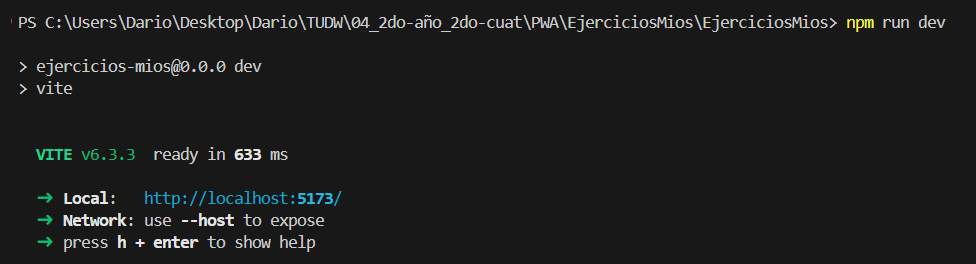 PS C:\Users\Dario\Desktop\Dario\TUDW\04_2do-año_2do-cuat\PWA\EjerciciosMios\EjerciciosMios> npm run dev
> ejercicios-mios@0.0.0 dev
> vite
VITE v6.3.3  ready in 633 ms
➜ Local:   http://localhost:5173/
➜ Network: use --host to expose
➜ press h + enter to show help